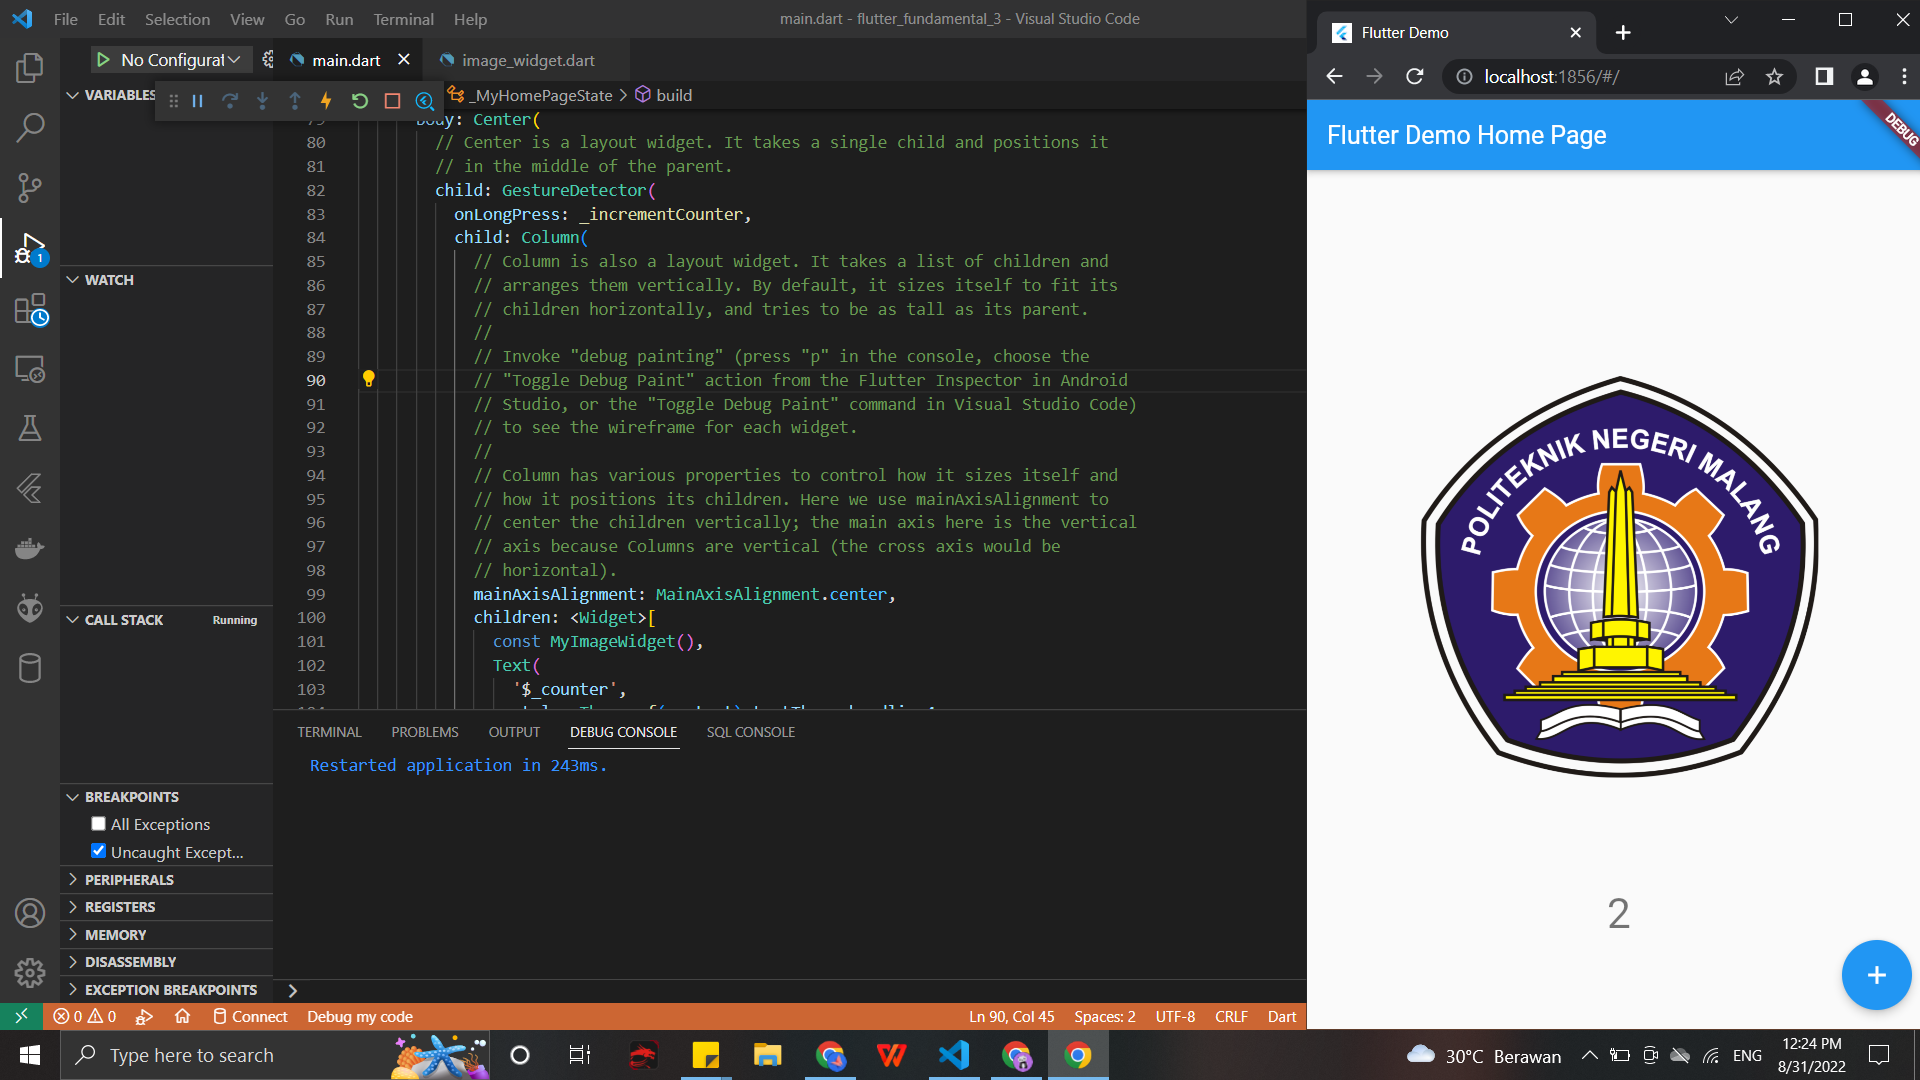 File Edit Selection View Go Run Terminal Help
main.dart - flutter_fundamental_3 - Visual Studio Code
No Configurat
main.dart
image_widget.dart
_MyHomePageState > build
VARIABLES
WATCH
CALL STACK
Running
BREAKPOINTS
All Exceptions
Uncaught Except...
PERIPHERALS
REGISTERS
MEMORY
DISASSEMBLY
EXCEPTION BREAKPOINTS
1
79 body: Center(
80 // Center is a layout widget. It takes a single child and positions it
81 // in the middle of the parent.
82 child: GestureDetector(
83 onLongPress: _incrementCounter,
84 child: Column(
85 // Column is also a layout widget. It takes a list of children and
86 // arranges them vertically. By default, it sizes itself to fit its
87 // children horizontally, and tries to be as tall as its parent.
88 //
89 // Invoke "debug painting" (press "p" in the console, choose the
90 // "Toggle Debug Paint" action from the Flutter Inspector in Android
91 // Studio, or the "Toggle Debug Paint" command in Visual Studio Code)
92 // to see the wireframe for each widget.
93 //
94 // Column has various properties to control how it sizes itself and
95 // how it positions its children. Here we use mainAxisAlignment to
96 // center the children vertically; the main axis here is the vertical
97 // axis because Columns are vertical (the cross axis would be
98 // horizontal).
99 mainAxisAlignment: MainAxisAlignment.center,
100 children: <Widget>[
101 const MyImageWidget(),
102 Text(
103 '$_counter',
TERMINAL PROBLEMS OUTPUT DEBUG CONSOLE SQL CONSOLE
Restarted application in 243ms.
0 0 Connect Debug my code
Ln 90, Col 45 Spaces: 2 UTF-8 CRLF Dart
Flutter Demo
localhost:1856/#/
Flutter Demo Home Page
DEBUG
POLITEKNIK NEGERI MALANG
2
+
Type here to search
30°C Berawan
ENG
12:24 PM
8/31/2022